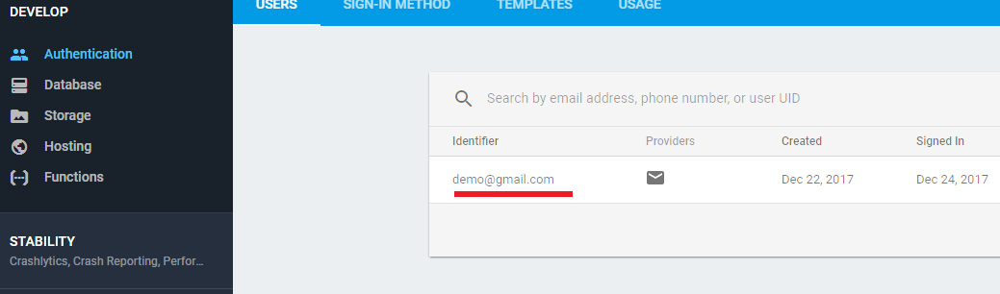 DEVELOP
Authentication
Database
Storage
Hosting
Functions
STABILITY
Crashlytics, Crash Reporting, Perfor...
USERS SIGN-IN METHOD TEMPLATES USAGE
Search by email address, phone number, or user UID
Identifier Providers Created Signed In
demo@gmail.com Dec 22, 2017 Dec 24, 2017